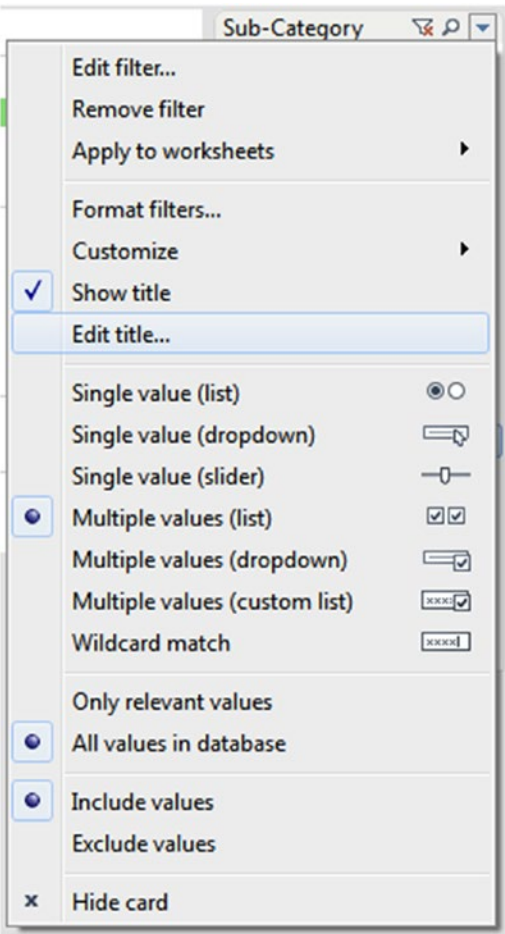 Sub-Category
Edit filter...
Remove filter
Apply to worksheets
Format filters...
Customize
Show title
Edit title...
Single value (list)
Single value (dropdown)
Single value (slider)
Multiple values (list)
Multiple values (dropdown)
Multiple values (custom list)
Wildcard match
Only relevant values
All values in database
Include values
Exclude values
Hide card